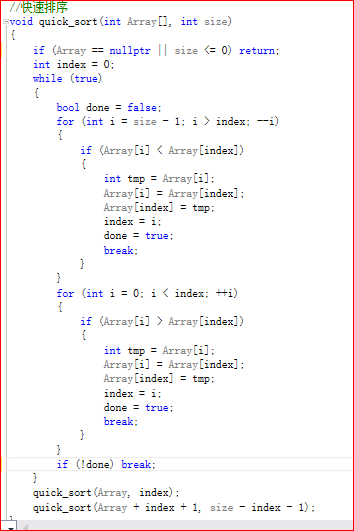 //快速排序
void quick_sort(int Array[], int size)
{
    if (Array == nullptr || size <= 0) return;
    int index = 0;
    while (true)
    {
        bool done = false;
        for (int i = size - 1; i > index; --i)
        {
            if (Array[i] < Array[index])
            {
                int tmp = Array[i];
                Array[i] = Array[index];
                Array[index] = tmp;
                index = i;
                done = true;
                break;
            }
        }
        for (int i = 0; i < index; ++i)
        {
            if (Array[i] > Array[index])
            {
                int tmp = Array[i];
                Array[i] = Array[index];
                Array[index] = tmp;
                index = i;
                done = true;
                break;
            }
        }
        if (!done) break;
    }
    quick_sort(Array, index);
    quick_sort(Array + index + 1, size - index - 1);
}